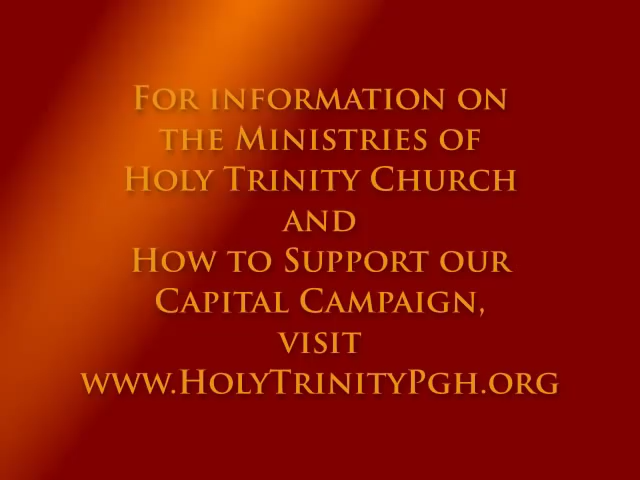 For information on
the Ministries of
Holy Trinity Church
and
How to Support our
Capital Campaign,
visit
www.HolyTrinityPgh.org